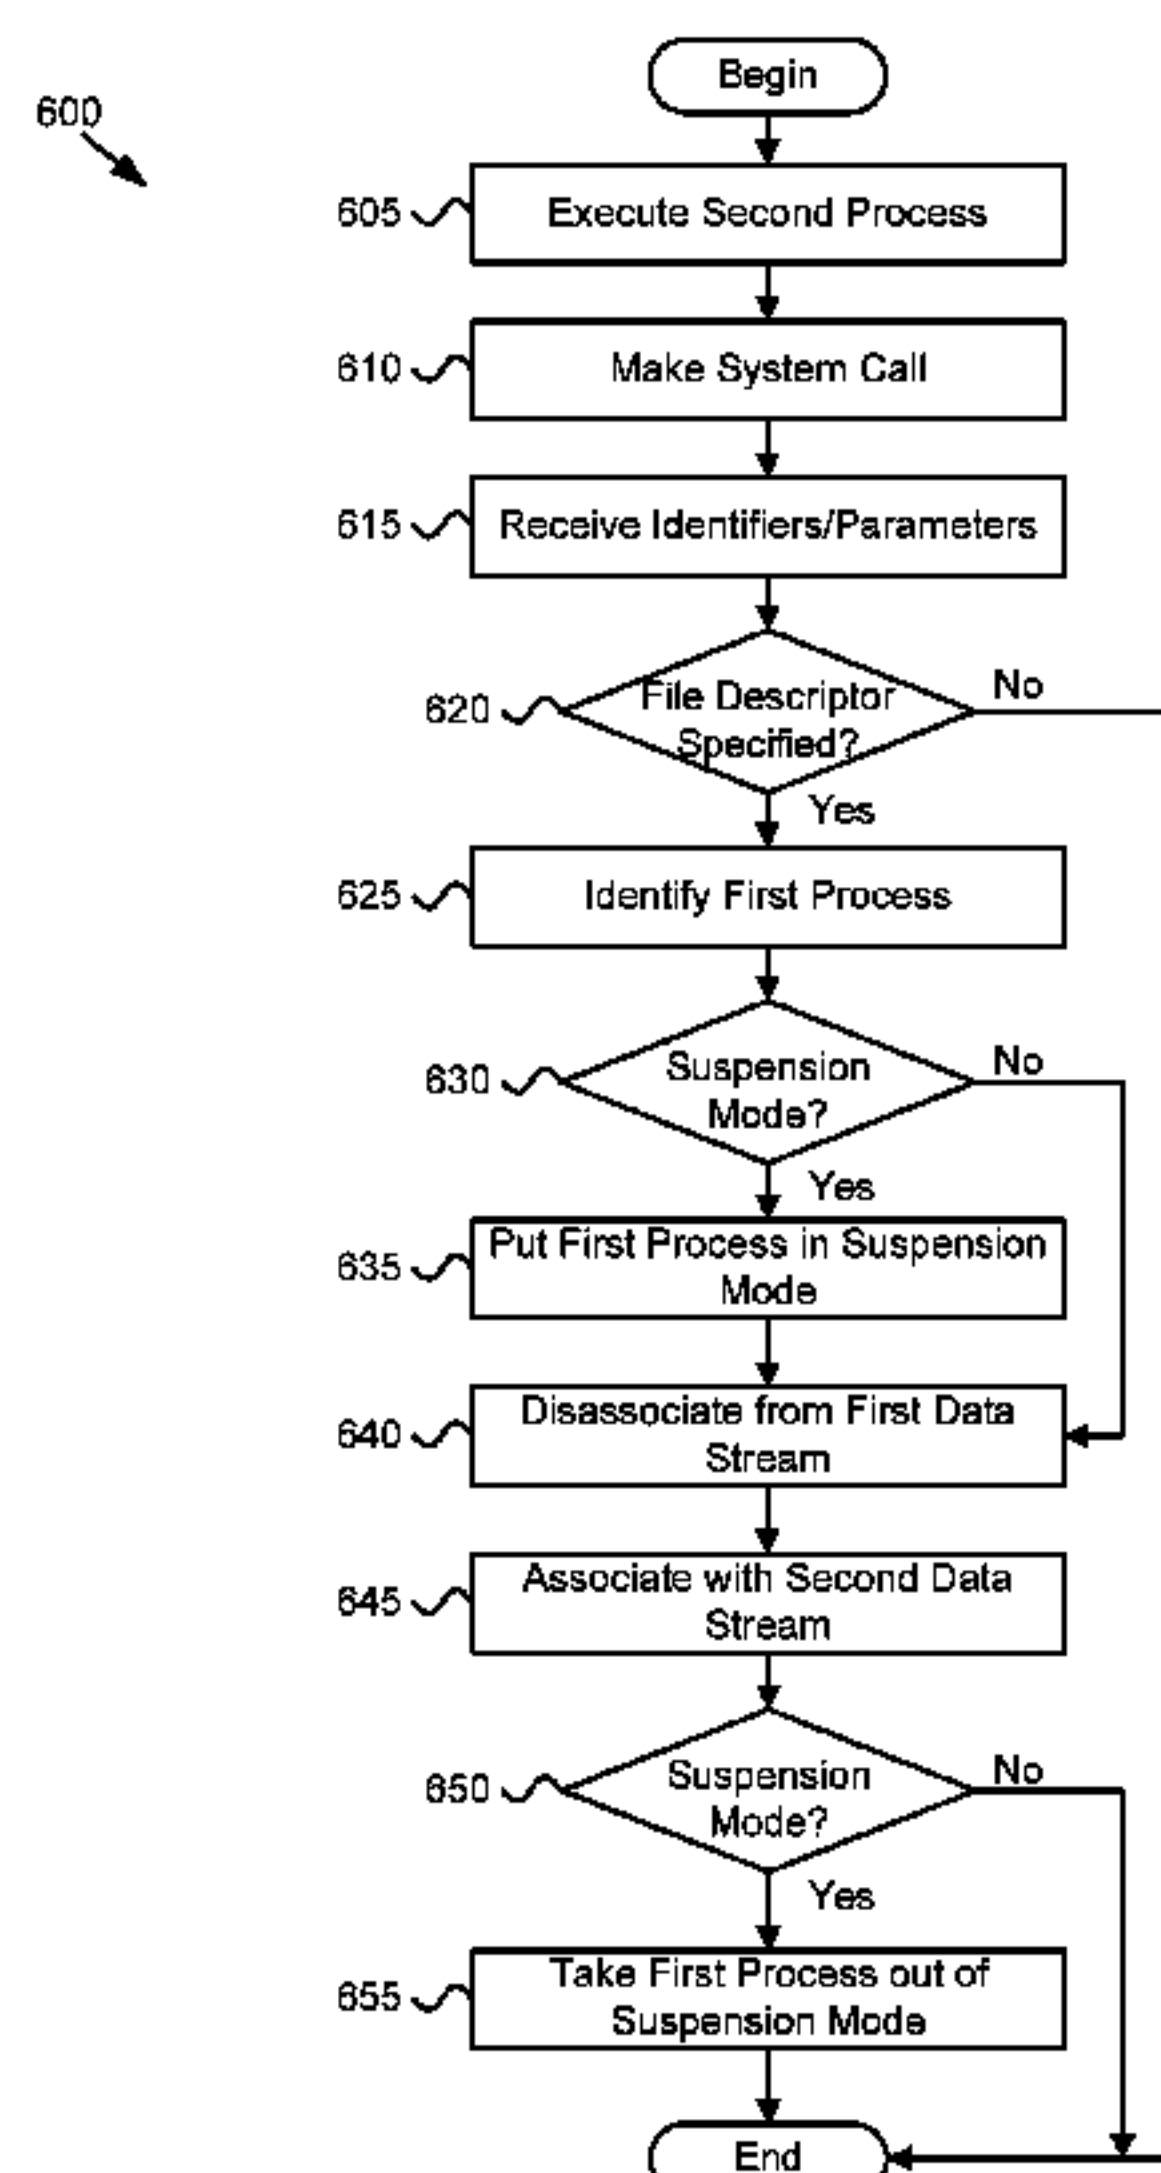 Begin
600
605
Execute Second Process
610
Make System Call
615
Receive Identifiers/Parameters
620
File Descriptor
Specified?
No
Yes
625
Identify First Process
630
Suspension
Mode?
No
Yes
635
Put First Process in Suspension
Mode
640
Disassociate from First Data
Stream
645
Associate with Second Data
Stream
650
Suspension
Mode?
No
Yes
655
Take First Process out of
Suspension Mode
End